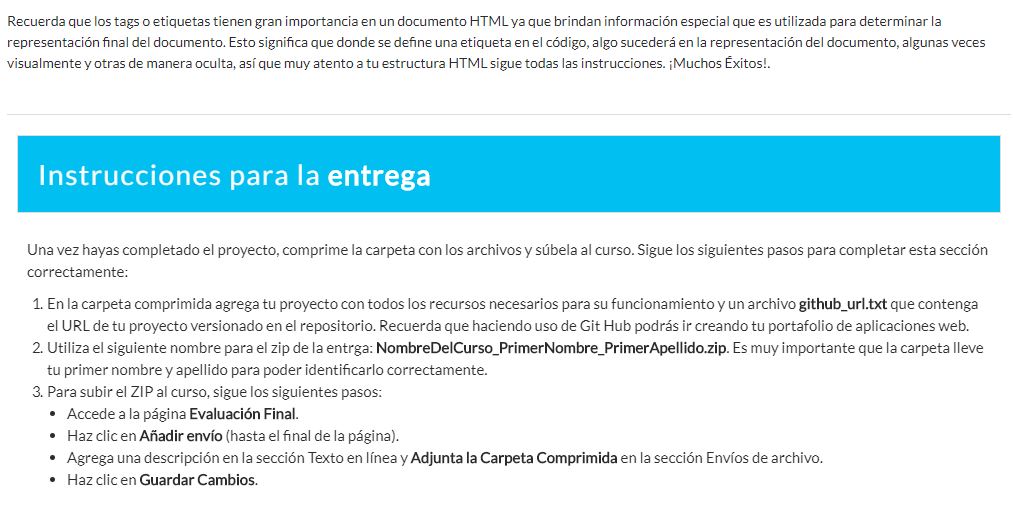 Recuerda que los tags o etiquetas tienen gran importancia en un documento HTML ya que brindan información especial que es utilizada para determinar la
representación final del documento. Esto significa que donde se define una etiqueta en el código, algo sucederá en la representación del documento, algunas veces
visualmente y otras de manera oculta, así que muy atento a tu estructura HTML sigue todas las instrucciones. ¡Muchos Éxitos!.
Instrucciones para la entrega
Una vez hayas completado el proyecto, comprime la carpeta con los archivos y súbela al curso. Sigue los siguientes pasos para completar esta sección
correctamente:
1. En la carpeta comprimida agrega tu proyecto con todos los recursos necesarios para su funcionamiento y un archivo github_url.txt que contenga
el URL de tu proyecto versionado en el repositorio. Recuerda que haciendo uso de Git Hub podrás ir creando tu portafolio de aplicaciones web.
2. Utiliza el siguiente nombre para el zip de la entrga: NombreDelCurso_PrimerNombre_PrimerApellido.zip. Es muy importante que la carpeta lleve
tu primer nombre y apellido para poder identificarlo correctamente.
3. Para subir el ZIP al curso, sigue los siguientes pasos:
• Accede a la página Evaluación Final.
• Haz clic en Añadir envío (hasta el final de la página).
• Agrega una descripción en la sección Texto en línea y Adjunta la Carpeta Comprimida en la sección Envíos de archivo.
• Haz clic en Guardar Cambios.